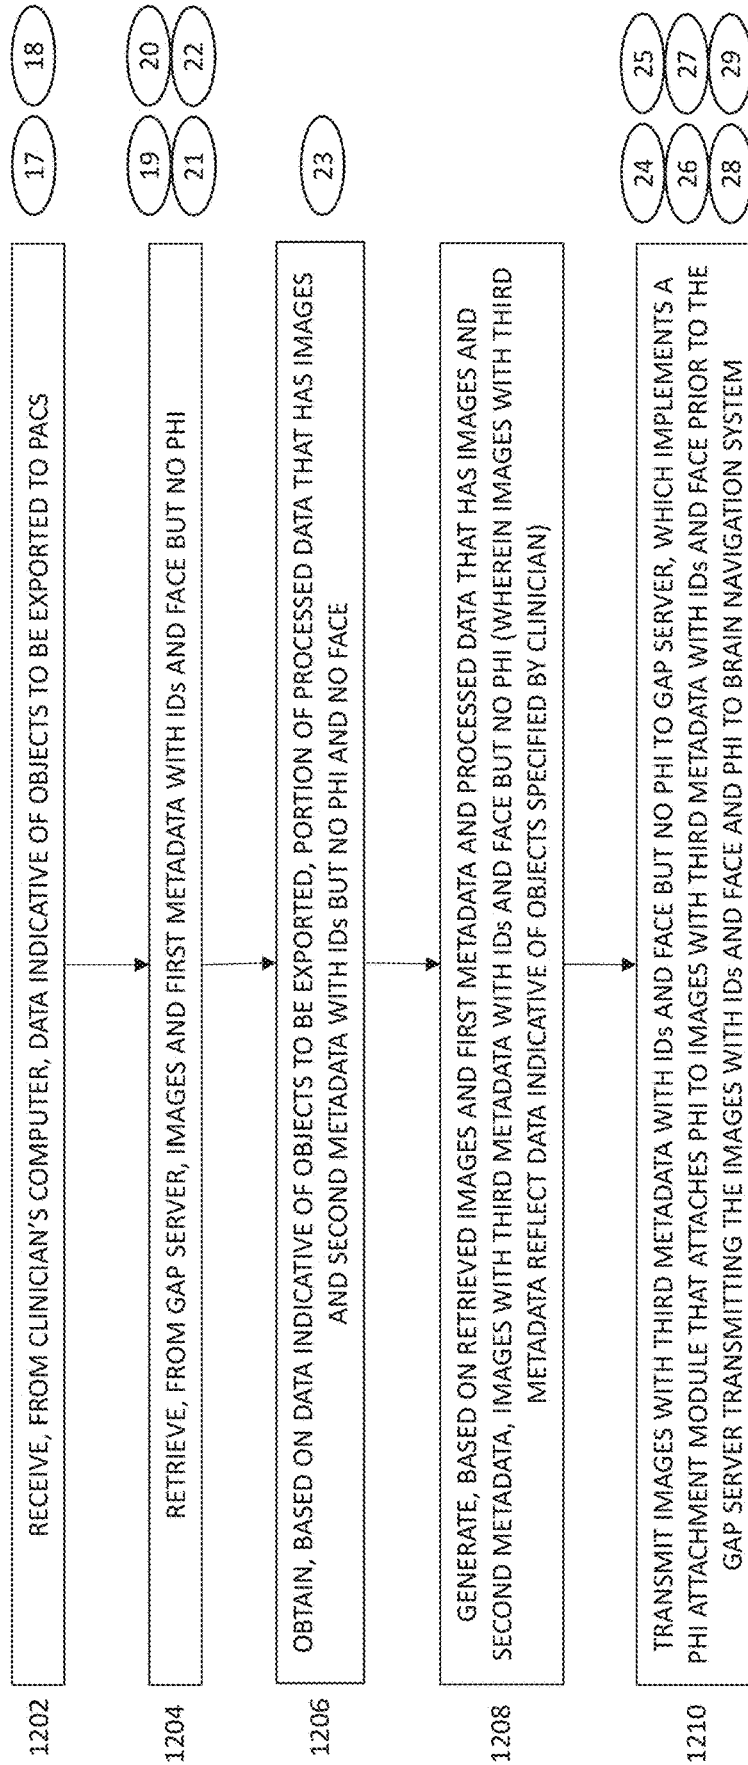 1202
RECEIVE, FROM CLINICIAN'S COMPUTER, DATA INDICATIVE OF OBJECTS TO BE EXPORTED TO PACS
17 18
1204
RETRIEVE, FROM GAP SERVER, IMAGES AND FIRST METADATA WITH IDs AND FACE BUT NO PHI
19 20
21 22
1206
OBTAIN, BASED ON DATA INDICATIVE OF OBJECTS TO BE EXPORTED, PORTION OF PROCESSED DATA THAT HAS IMAGES
AND SECOND METADATA WITH IDs BUT NO PHI AND NO FACE
23
1208
GENERATE, BASED ON RETRIEVED IMAGES AND FIRST METADATA AND PROCESSED DATA THAT HAS IMAGES AND
SECOND METADATA, IMAGES WITH THIRD METADATA WITH IDs AND FACE BUT NO PHI (WHEREIN IMAGES WITH THIRD
METADATA REFLECT DATA INDICATIVE OF OBJECTS SPECIFIED BY CLINICIAN)
1210
TRANSMIT IMAGES WITH THIRD METADATA WITH IDs AND FACE BUT NO PHI TO GAP SERVER, WHICH IMPLEMENTS A
PHI ATTACHMENT MODULE THAT ATTACHES PHI TO IMAGES WITH THIRD METADATA WITH IDs AND FACE PRIOR TO THE
GAP SERVER TRANSMITTING THE IMAGES WITH IDs AND FACE AND PHI TO BRAIN NAVIGATION SYSTEM
24 25
26 27
28 29